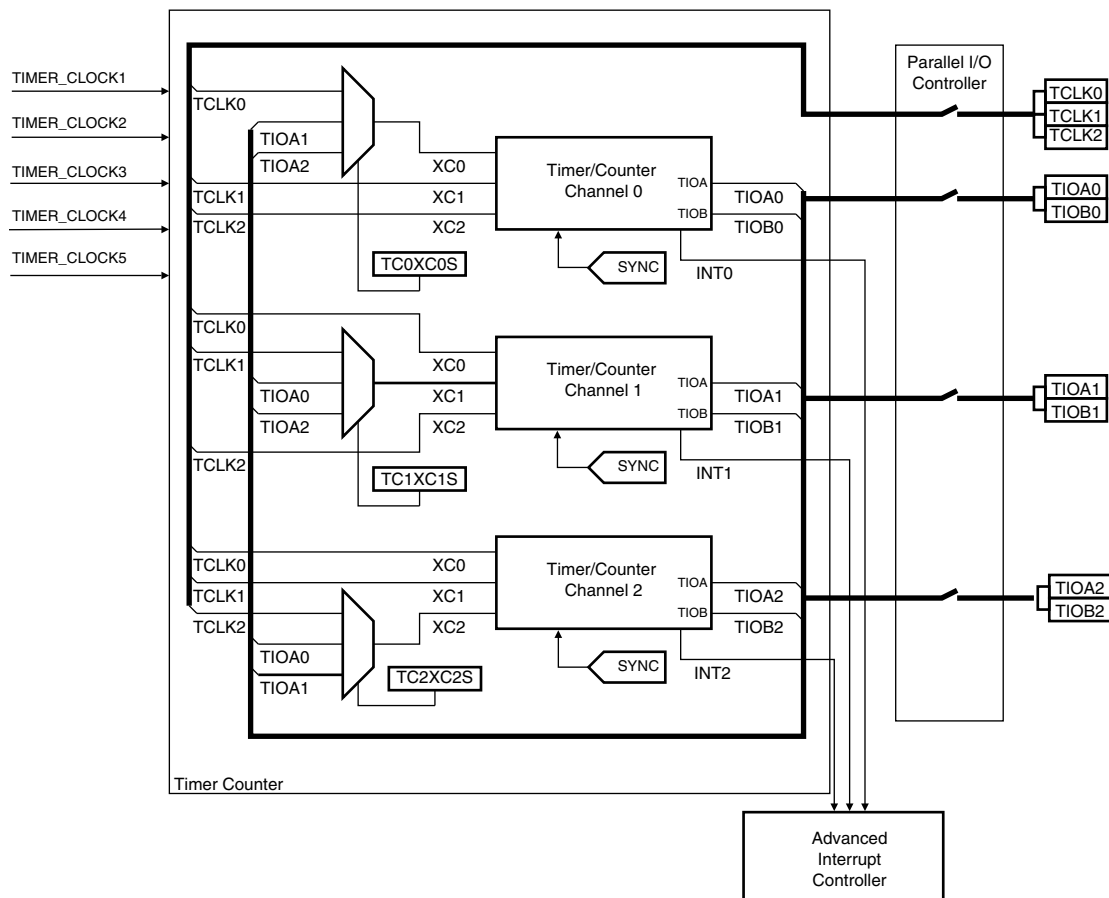 TIMER_CLOCK1
TIMER_CLOCK2
TIMER_CLOCK3
TIMER_CLOCK4
TIMER_CLOCK5
TCLK0
TIOA1
TIOA2
TCLK1
TCLK2
XC0
XC1
XC2
TC0XC0S
Timer/Counter
Channel 0
TIOA
TIOB
TIOA0
TIOB0
SYNC
INT0
TCLK0
TCLK1
TIOA0
TIOA2
TCLK2
XC0
XC1
XC2
TC1XC1S
Timer/Counter
Channel 1
TIOA
TIOB
TIOA1
TIOB1
SYNC
INT1
TCLK0
TCLK1
TCLK2
TIOA0
TIOA1
XC0
XC1
XC2
TC2XC2S
Timer/Counter
Channel 2
TIOA
TIOB
TIOA2
TIOB2
SYNC
INT2
Timer Counter
Parallel I/O
Controller
TCLK0
TCLK1
TCLK2
TIOA0
TIOB0
TIOA1
TIOB1
TIOA2
TIOB2
Advanced
Interrupt
Controller